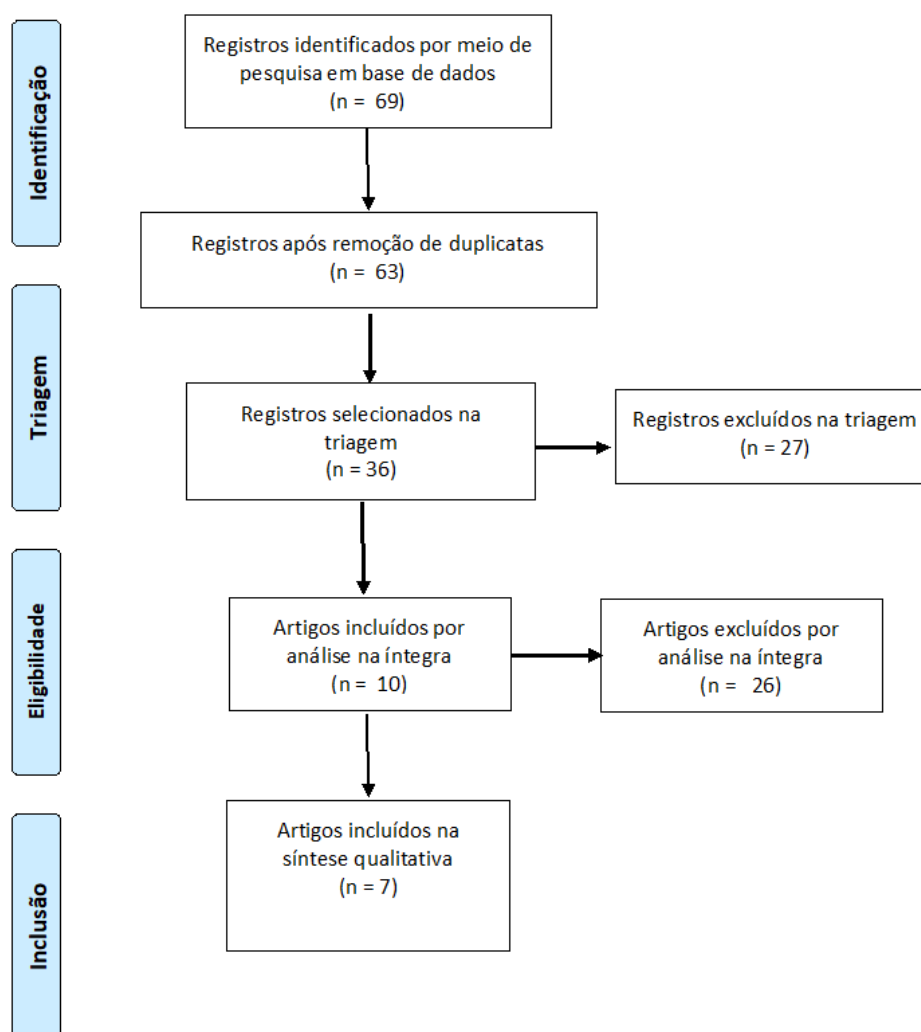 Identificação
Registros identificados por meio de
pesquisa em base de dados
(n = 69)
Registros após remoção de duplicatas
(n = 63)
Triagem
Registros selecionados na
triagem
(n = 36)
Registros excluídos na triagem
(n = 27)
Eligibilidade
Artigos incluídos por
análise na íntegra
(n = 10)
Artigos excluídos por
análise na íntegra
(n = 26)
Inclusão
Artigos incluídos na
síntese qualitativa
(n = 7)